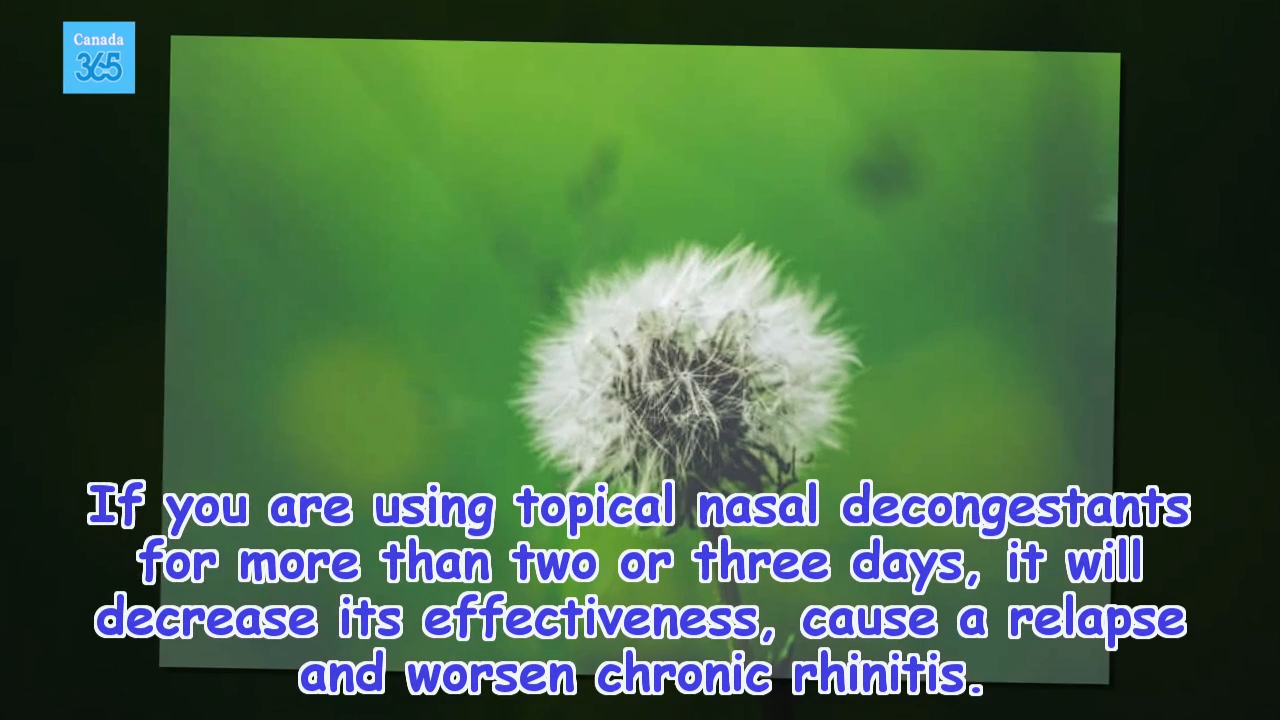 Canada
365
If you are using topical nasal decongestants
for more than two or three days, it will
decrease its effectiveness, cause a relapse
and worsen chronic rhinitis.